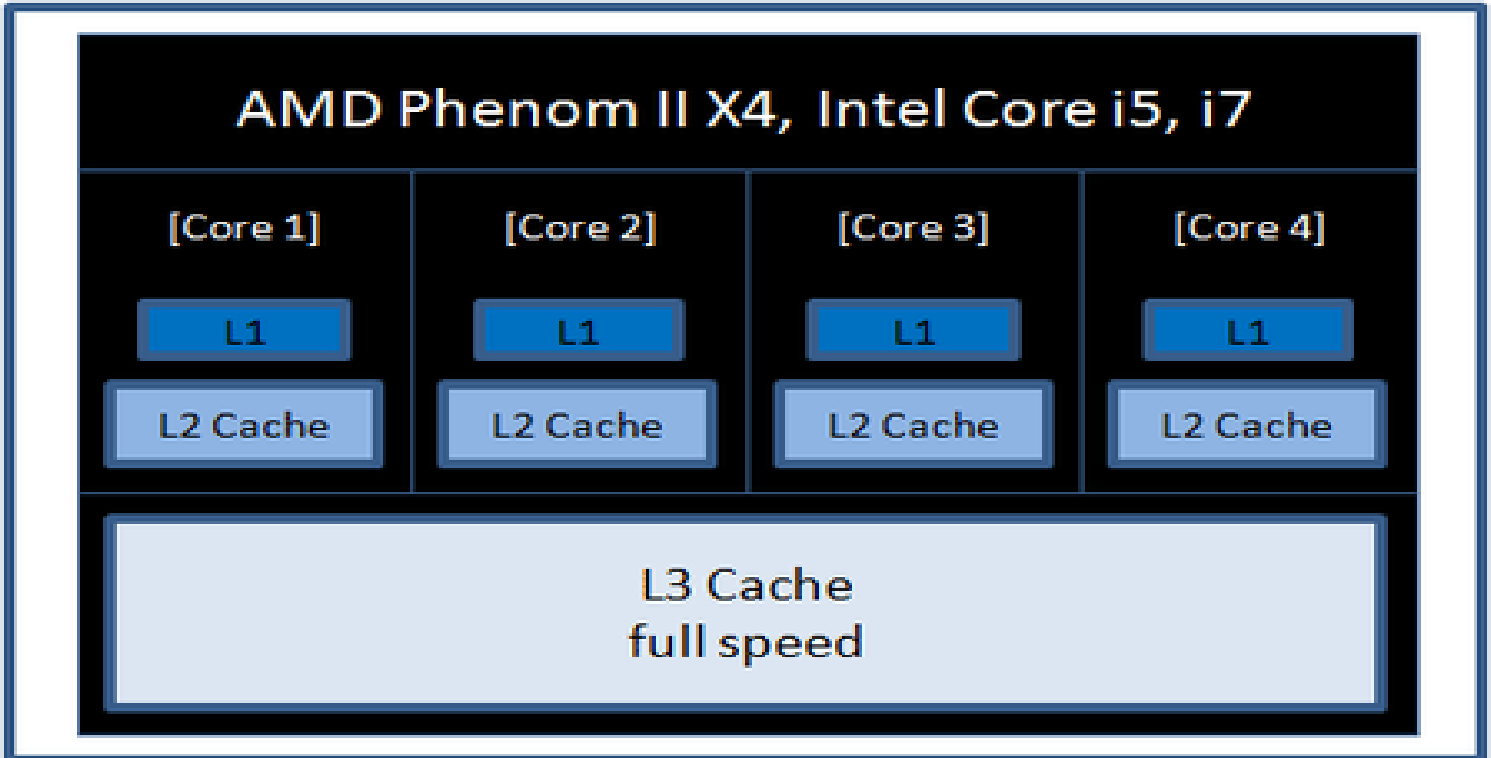 AMD Phenom II X4, Intel Core i5, i7
[Core 1] [Core 2] [Core 3] [Core 4]
L1 L1 L1 L1
L2 Cache L2 Cache L2 Cache L2 Cache
L3 Cache
full speed